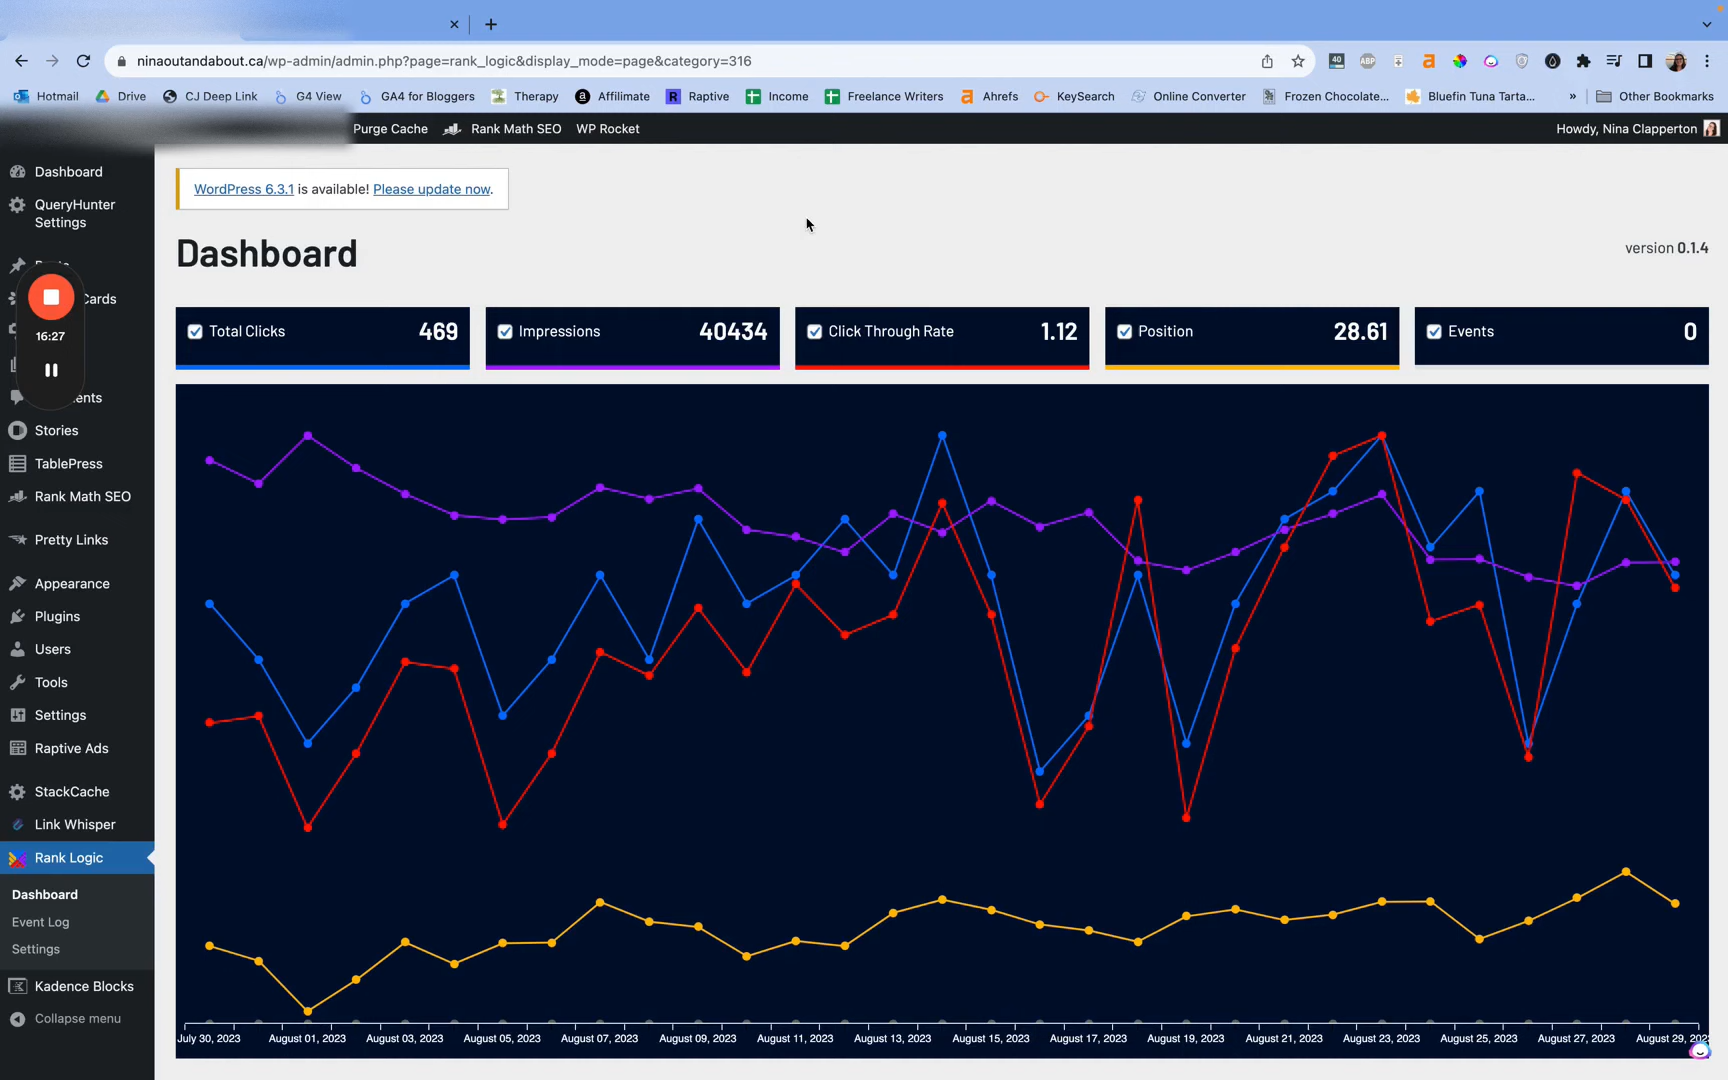 ninaoutandabout.ca/wp-admin/admin.php?page=rank_logic&display_mode=page&category=316
40
ABP
Hotmail
Drive
CJ Deep Link
G4 View
GA4 for Bloggers
Therapy
Affilimate
Raptive
Income
Freelance Writers
Ahrefs
KeySearch
Online Converter
Frozen Chocolate...
Bluefin Tuna Tarta...
»
Other Bookmarks
Purge Cache
Rank Math SEO
WP Rocket
Howdy, Nina Clapperton
Dashboard
QueryHunter
Settings
16:27
Cards
ents
Stories
TablePress
Rank Math SEO
Pretty Links
Appearance
Plugins
Users
Tools
Settings
Raptive Ads
StackCache
Link Whisper
Rank Logic
Dashboard
Event Log
Settings
Kadence Blocks
Collapse menu
WordPress 6.3.1 is available! Please update now.
Dashboard
version 0.1.4
Total Clicks 469
Impressions 40434
Click Through Rate 1.12
Position 28.61
Events 0
July 30, 2023
August 01, 2023
August 03, 2023
August 05, 2023
August 07, 2023
August 09, 2023
August 11, 2023
August 13, 2023
August 15, 2023
August 17, 2023
August 19, 2023
August 21, 2023
August 23, 2023
August 25, 2023
August 27, 2023
August 29, 202